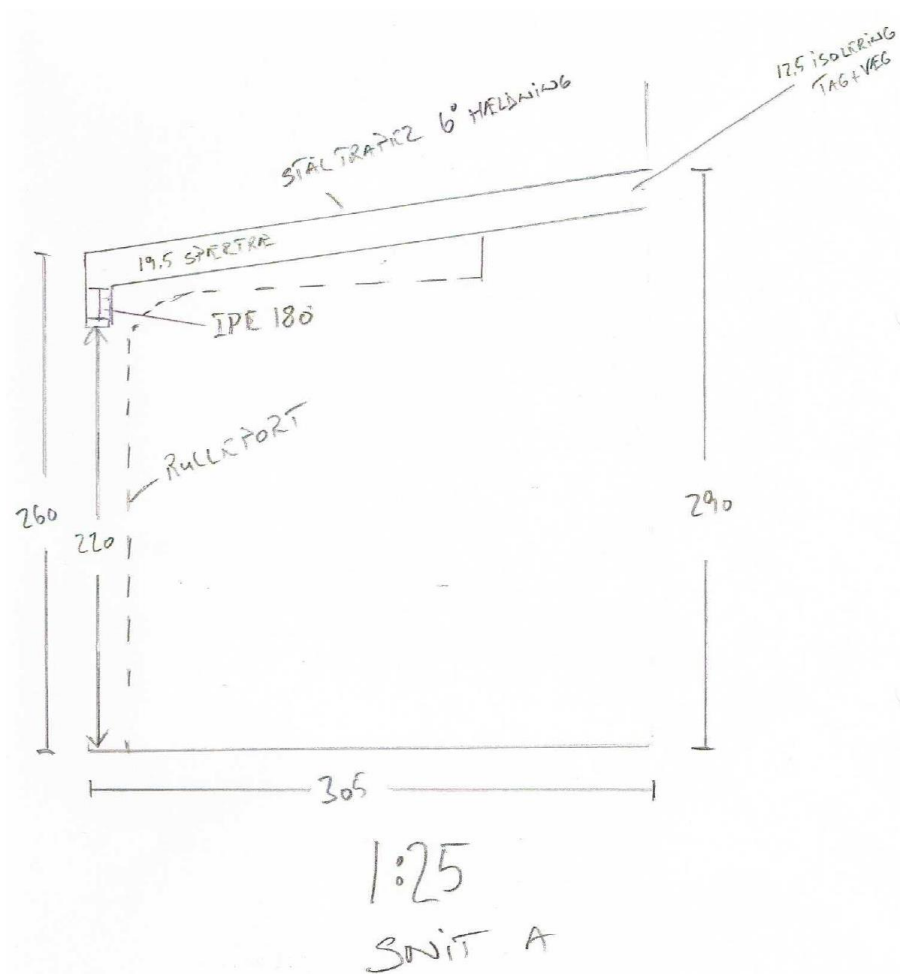 12,5 iSOLERING
TAG+VÆG
STÅLTRAPEZ 6° HÆLDNING
19,5 SPÆRTRÆ
IPE 180
RULLEPORT
260
220
290
305
1:25
SNiT A